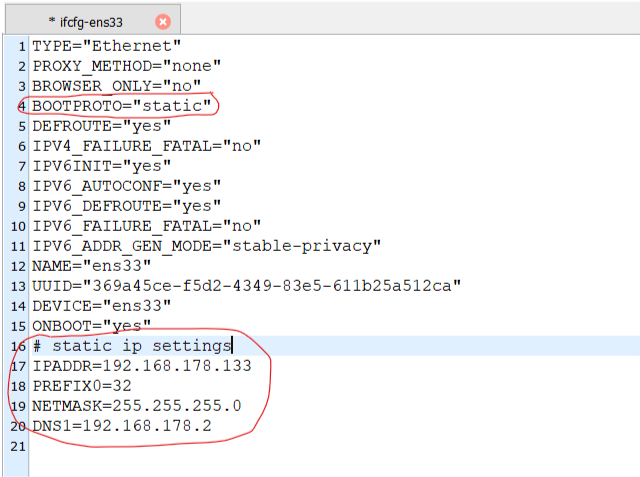 * ifcfg-ens33
1 TYPE="Ethernet"
2 PROXY_METHOD="none"
3 BROWSER_ONLY="no"
4 BOOTPROTO="static"
5 DEFROUTE="yes"
6 IPV4_FAILURE_FATAL="no"
7 IPV6INIT="yes"
8 IPV6_AUTOCONF="yes"
9 IPV6_DEFROUTE="yes"
10 IPV6_FAILURE_FATAL="no"
11 IPV6_ADDR_GEN_MODE="stable-privacy"
12 NAME="ens33"
13 UUID="369a45ce-f5d2-4349-83e5-611b25a512ca"
14 DEVICE="ens33"
15 ONBOOT="yes"
16 # static ip settings
17 IPADDR=192.168.178.133
18 PREFIX0=32
19 NETMASK=255.255.255.0
20 DNS1=192.168.178.2
21